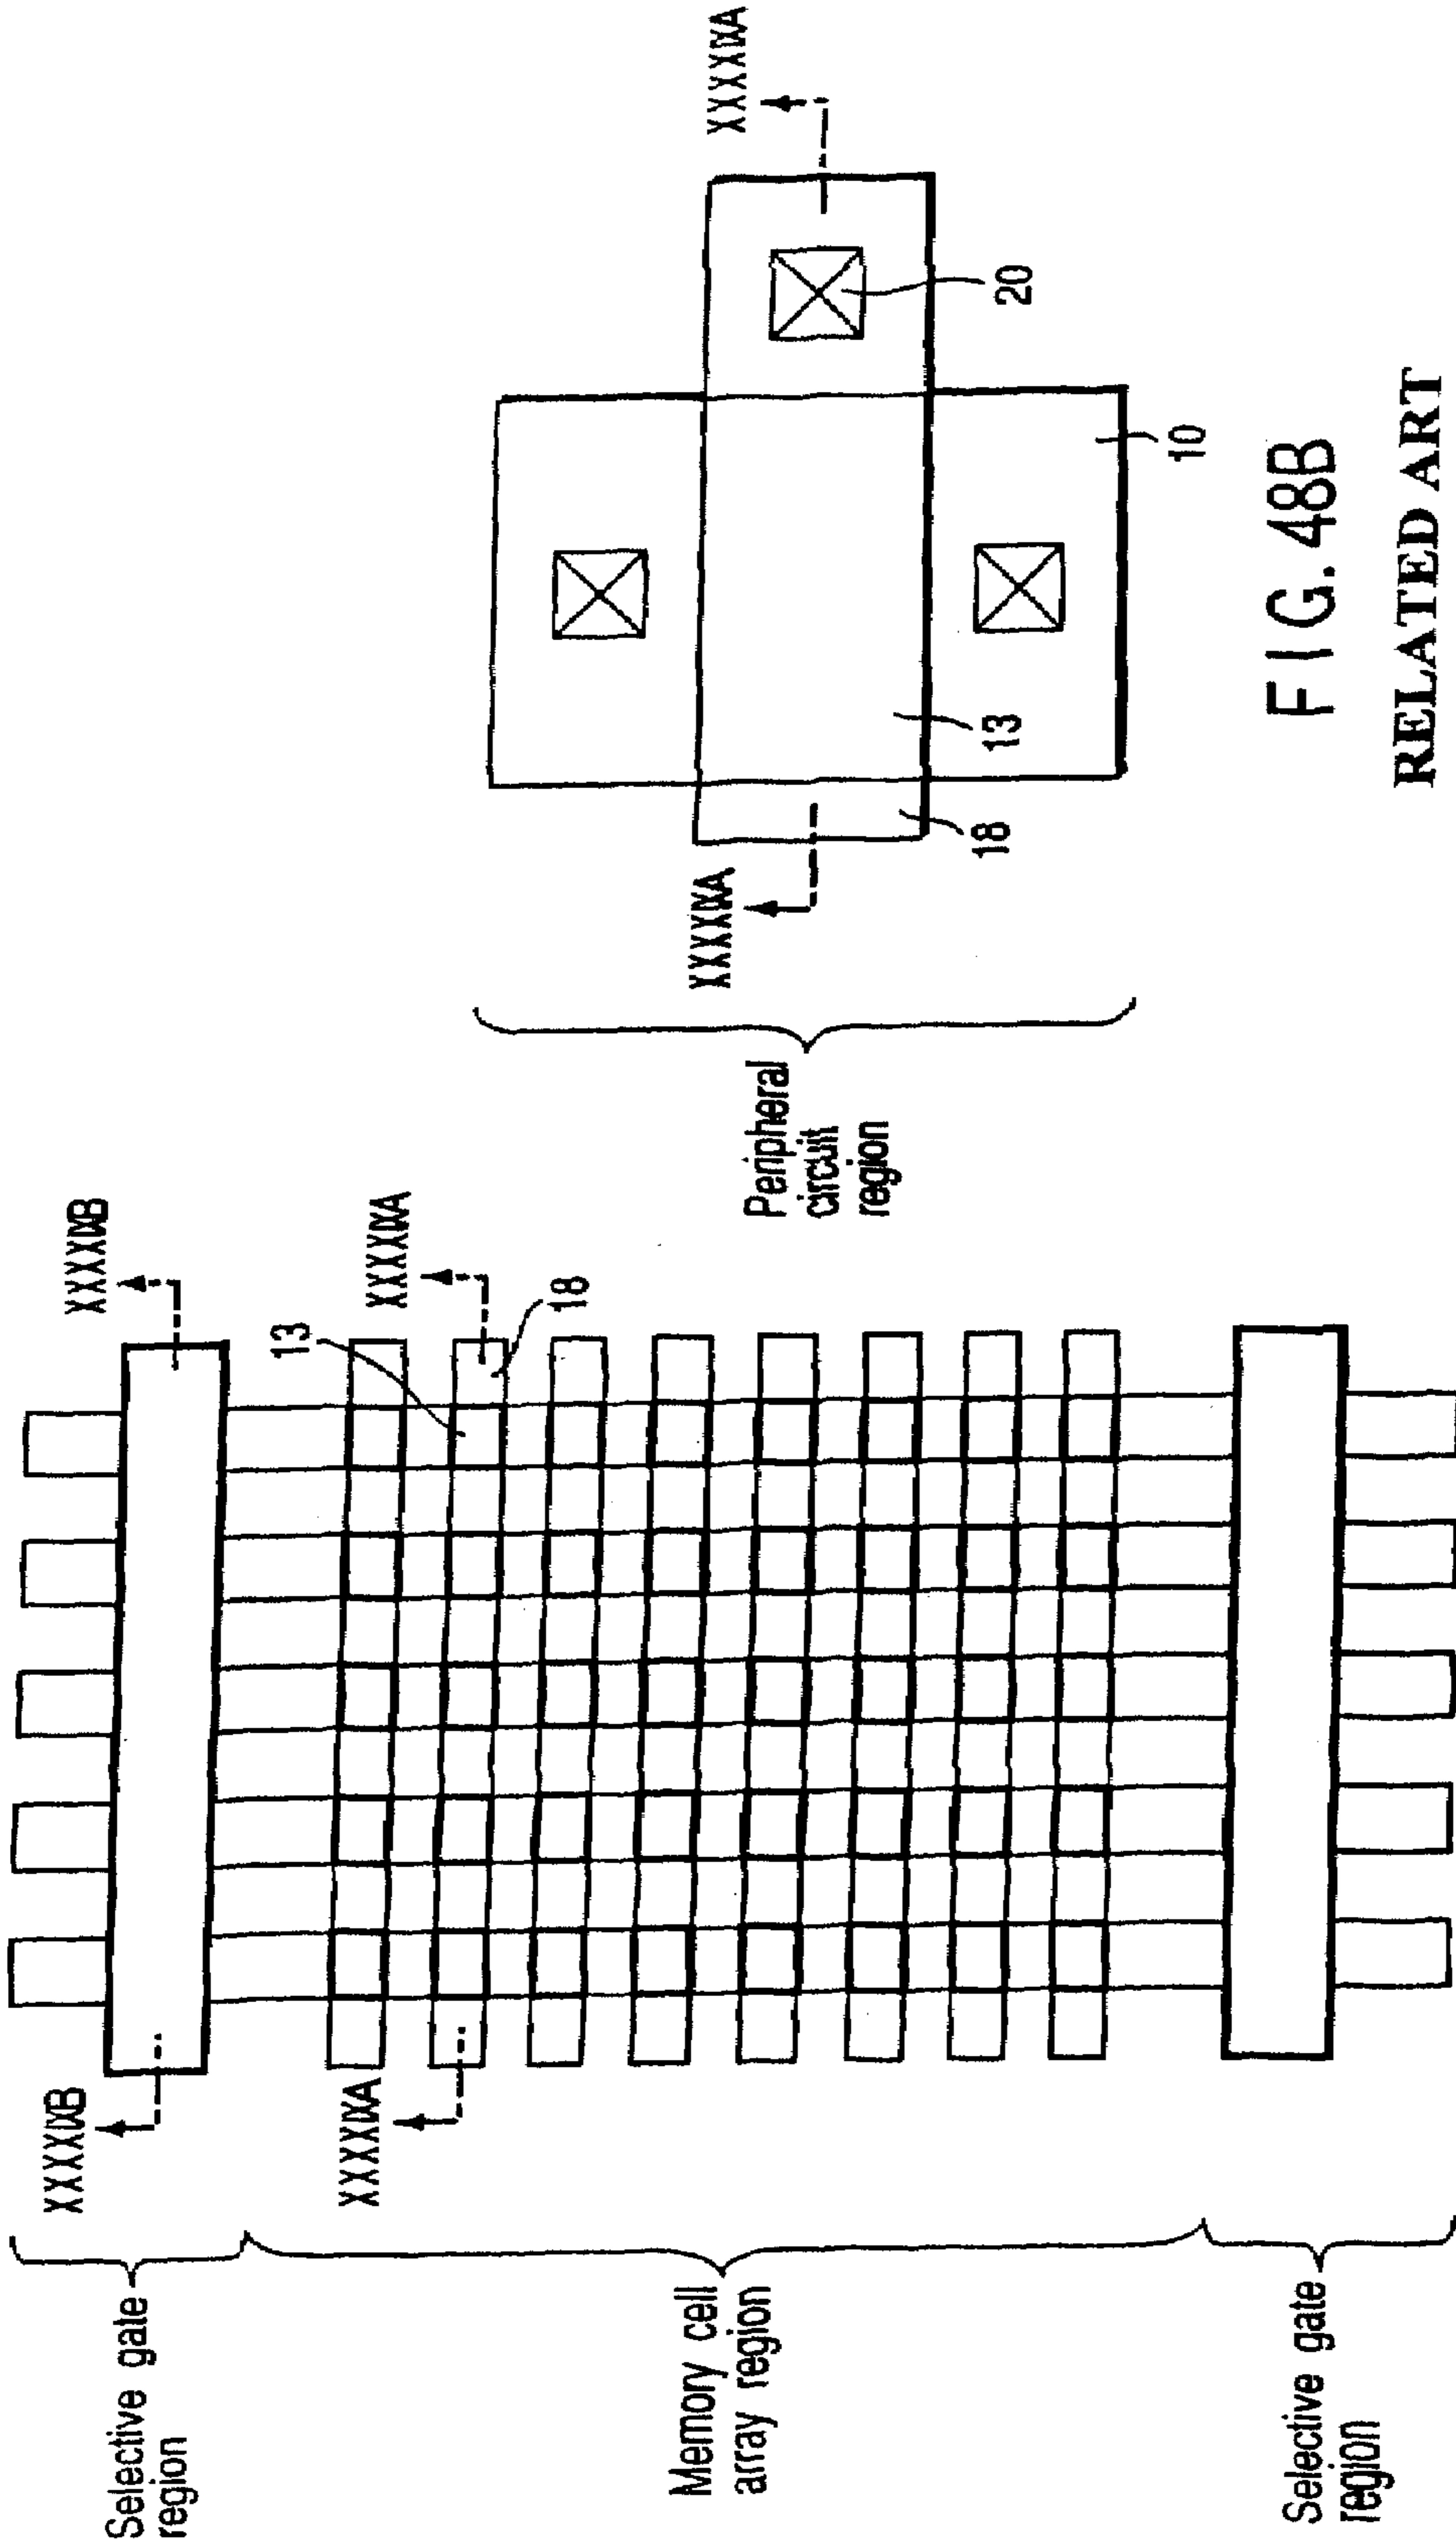 Selective gate
region
XXXXIXB
XXXXIXB
XXXXIXA
13
XXXXIXA
18
Memory cell
array region
Selective gate
region
Peripheral
circuit
region
XXXXIXA
XXXXIXA
18
13
20
10
FIG. 48B
RELATED ART